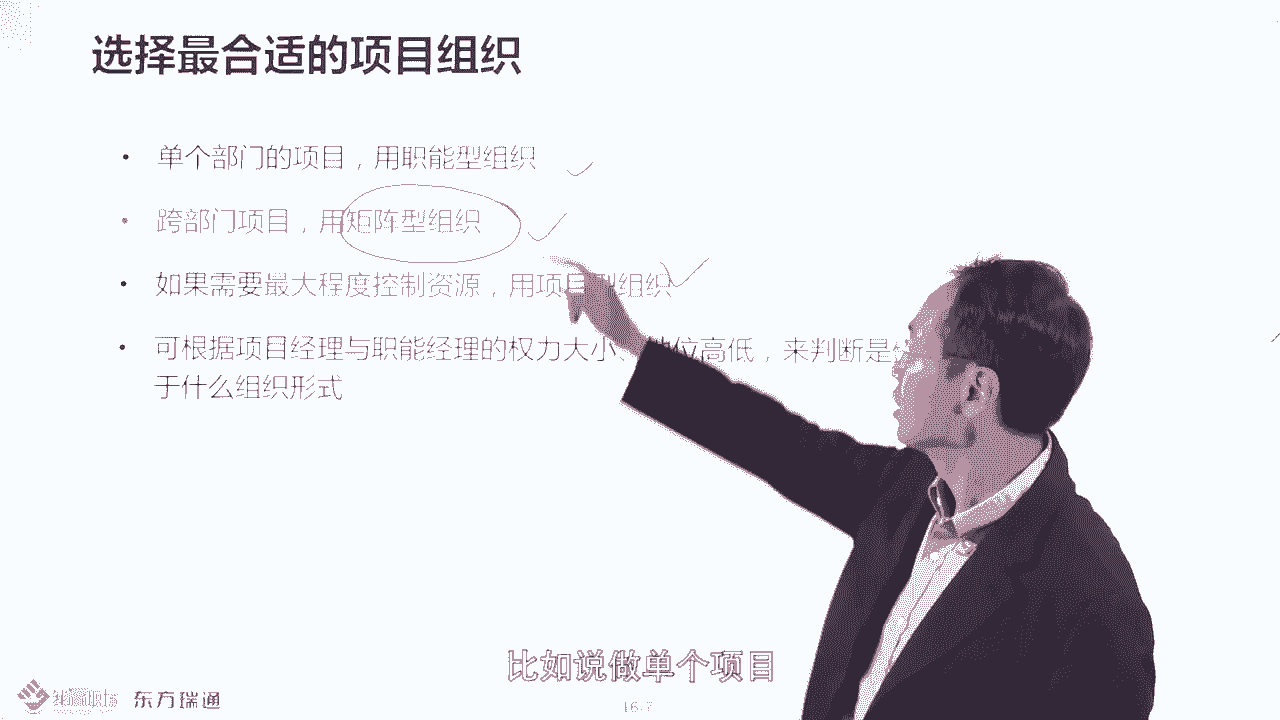 选择最合适的项目组织
• 单个部门的项目，用职能型组织
• 跨部门项目，用矩阵型组织
• 如果需要最大程度控制资源，用项目型组织
• 可根据项目经理与职能经理的权力大小、地位高低，来判断是
于什么组织形式
比如说做单个项目
东方瑞通
16.7